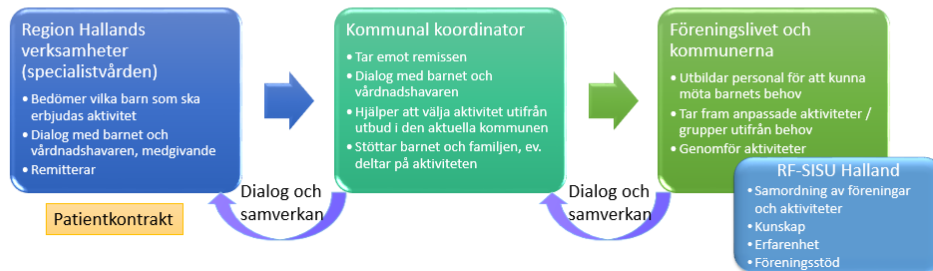 Region Hallands
verksamheter
(specialistvården)
• Bedömer vilka barn som ska
erbjudas aktivitet
• Dialog med barnet och
vårdnadshavaren, medgivande
• Remitterar
Patientkontrakt
Dialog och
samverkan
Kommunal koordinator
• Tar emot remissen
• Dialog med barnet och
vårdnadshavaren
• Hjälper att välja aktivitet utifrån
utbud i den aktuella kommunen
• Stöttar barnet och familjen, ev.
deltar på aktiviteten
Dialog och
samverkan
Föreningslivet och
kommunerna
• Utbildar personal för att kunna
möta barnets behov
• Tar fram anpassade aktiviteter /
grupper utifrån behov
• Genomför aktiviteter
RF-SISU Halland
• Samordning av föreningar
och aktiviteter
• Kunskap
• Erfarenhet
• Föreningsstöd